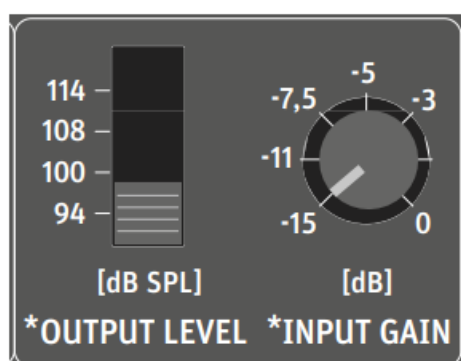 114
108
100
94
[dB SPL]
*OUTPUT LEVEL
-5
-7,5
-3
-11
-15
0
[dB]
*INPUT GAIN